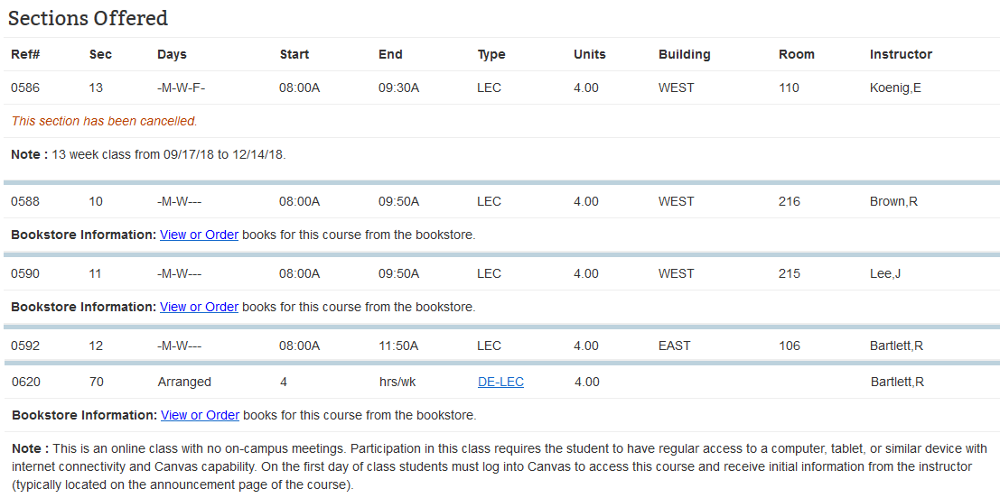 Sections Offered
Ref# Sec Days Start End Type Units Building Room Instructor
0586 13 -M-W-F- 08:00A 09:30A LEC 4.00 WEST 110 Koenig,E
This section has been cancelled.
Note : 13 week class from 09/17/18 to 12/14/18.
0588 10 -M-W--- 08:00A 09:50A LEC 4.00 WEST 216 Brown,R
Bookstore Information: View or Order books for this course from the bookstore.
0590 11 -M-W--- 08:00A 09:50A LEC 4.00 WEST 215 Lee,J
Bookstore Information: View or Order books for this course from the bookstore.
0592 12 -M-W--- 08:00A 11:50A LEC 4.00 EAST 106 Bartlett,R
0620 70 Arranged 4 hrs/wk DE-LEC 4.00 Bartlett,R
Bookstore Information: View or Order books for this course from the bookstore.
Note : This is an online class with no on-campus meetings. Participation in this class requires the student to have regular access to a computer, tablet, or similar device with
internet connectivity and Canvas capability. On the first day of class students must log into Canvas to access this course and receive initial information from the instructor
(typically located on the announcement page of the course).